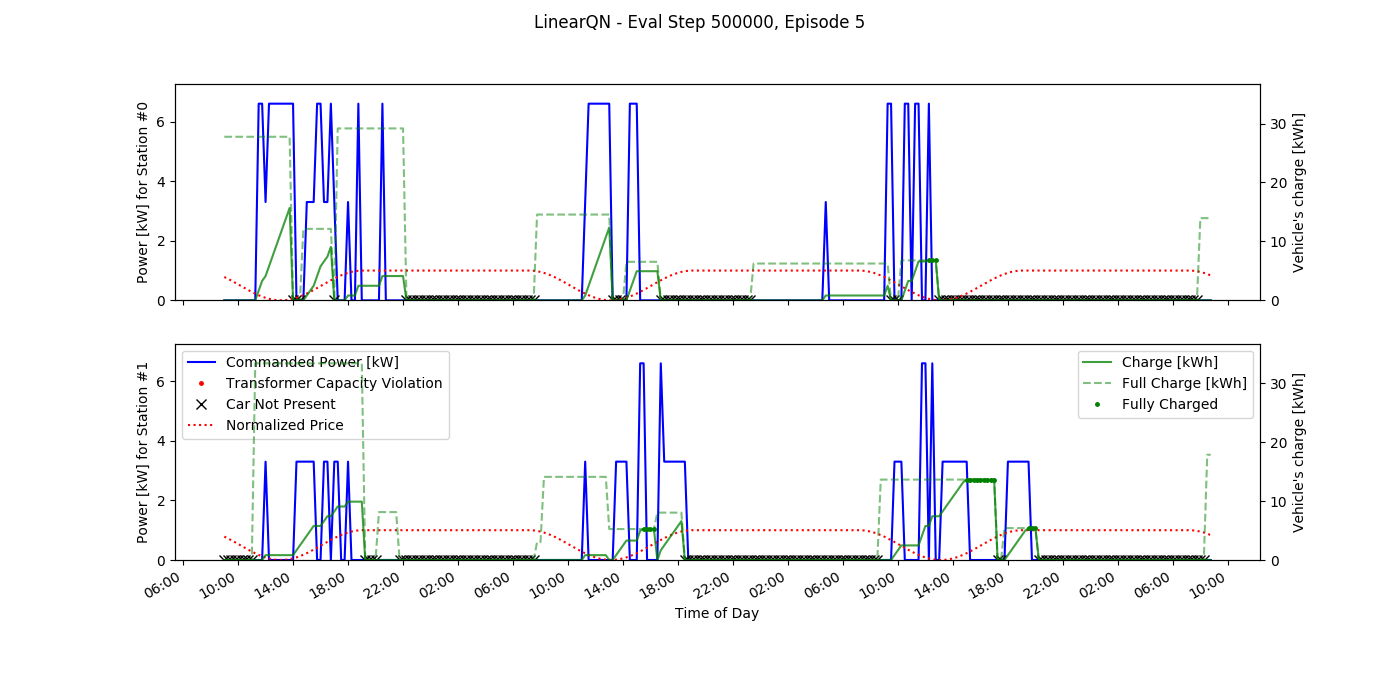 LinearQN - Eval Step 500000, Episode 5
Power [kW] for Station #0
6
4
2
0
30
20
10
0
Vehicle's charge [kWh]
Power [kW] for Station #1
6
4
2
0
Commanded Power [kW]
Transformer Capacity Violation
Car Not Present
Normalized Price
Charge [kWh]
Full Charge [kWh]
Fully Charged
30
20
10
0
Vehicle's charge [kWh]
06:00 10:00 14:00 18:00 22:00 02:00 06:00 10:00 14:00 18:00 22:00 02:00 06:00 10:00 14:00 18:00 22:00 02:00 06:00 10:00
Time of Day